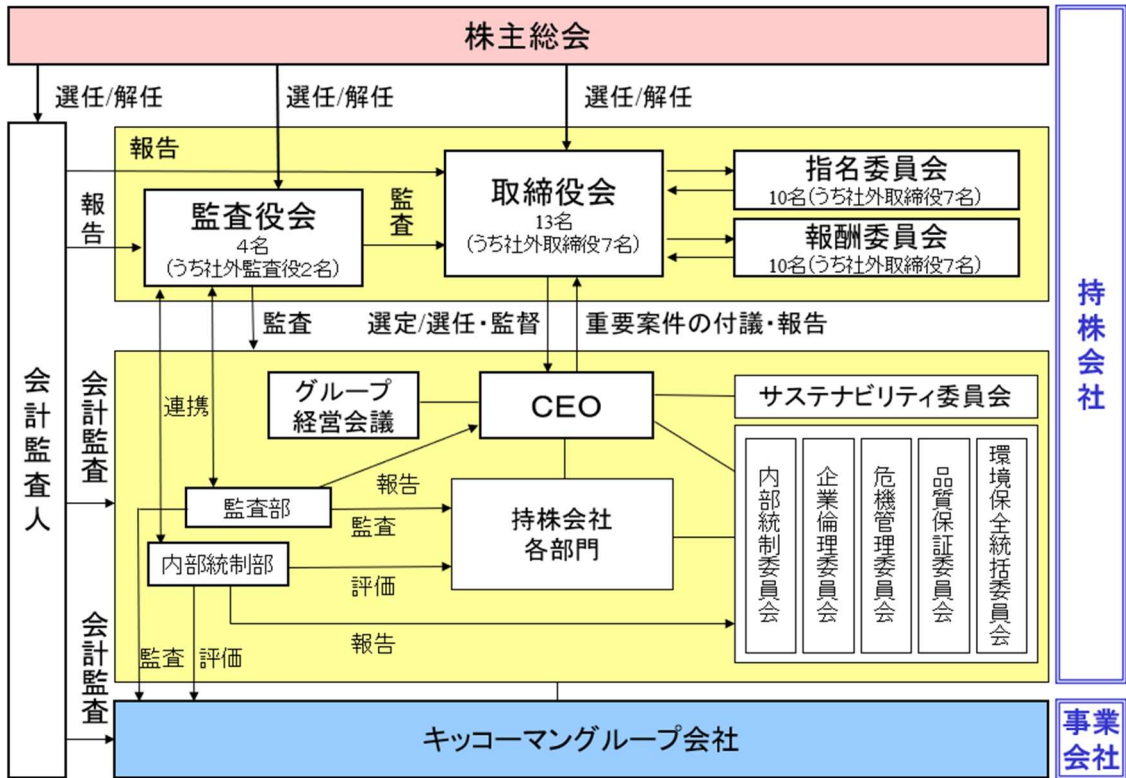 株主総会
選任/解任
選任/解任
選任/解任
持株会社
会計監査人
報告
報告
監査役会
4名
(うち社外監査役2名)
監査
取締役会
13名
(うち社外取締役7名)
指名委員会
10名(うち社外取締役7名)
報酬委員会
10名(うち社外取締役7名)
監査
選定/選任・監督
重要案件の付議・報告
会計監査
連携
グループ
経営会議
CEO
サステナビリティ委員会
内部統制委員会
企業倫理委員会
危機管理委員会
品質保証委員会
環境保全統括委員会
監査部
報告
監査
持株会社
各部門
内部統制部
評価
報告
会計監査
監査
評価
キッコーマングループ会社
事業
会社